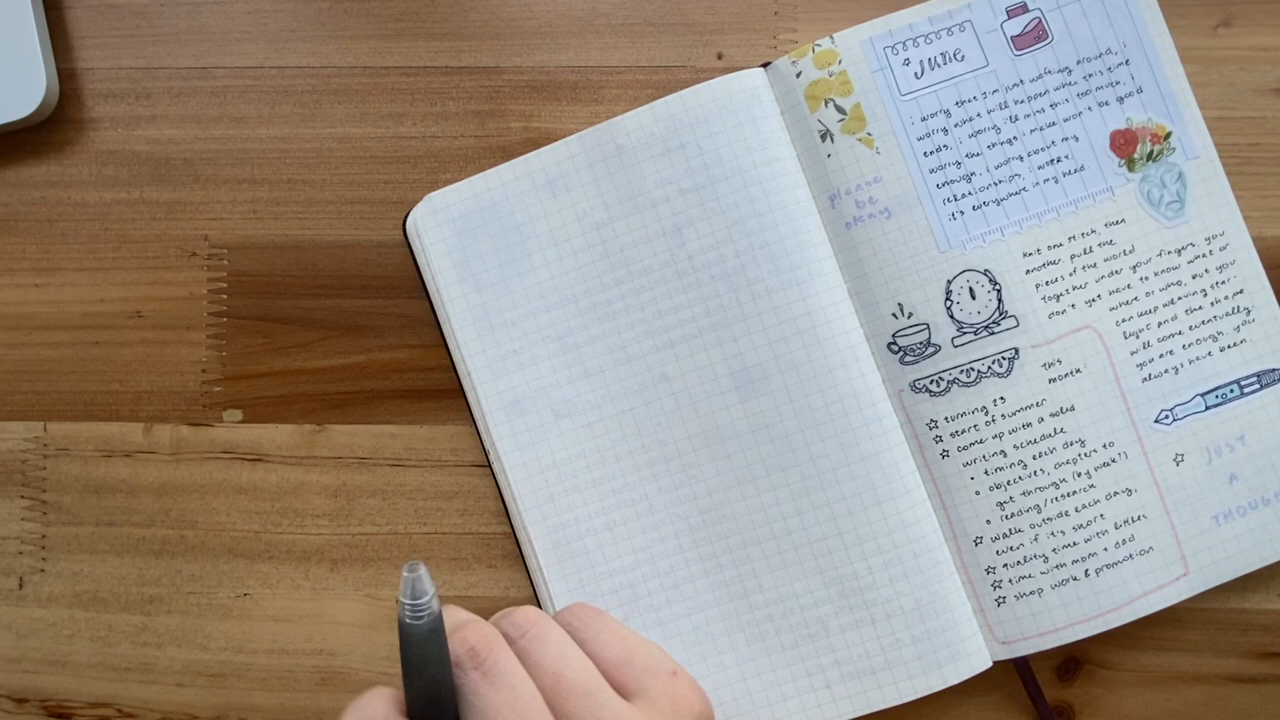 June
i worry that i'm just wafting around, i
worry what will happen when this time
ends, i worry i'll miss this too much, i
worry the things i make won't be good
enough, i worry about my
relationships, i worry.
it's everywhere in my head.
please
be
okay
knit one stitch, then
another. pull the
pieces of the world
together under your fingers, you
don't yet have to know what or
where or who, but you
can keep weaving star-
light and the shape
will come eventually.
you are enough. you
always have been.
this
month:
turning 23
start of summer
come up with a solid
writing schedule
timing each day
objectives, chapters to
get through (by week?)
reading/research
walk outside each day,
even if it's short
quality time with
time with mom + dad
shop work & promotion
JUST
A